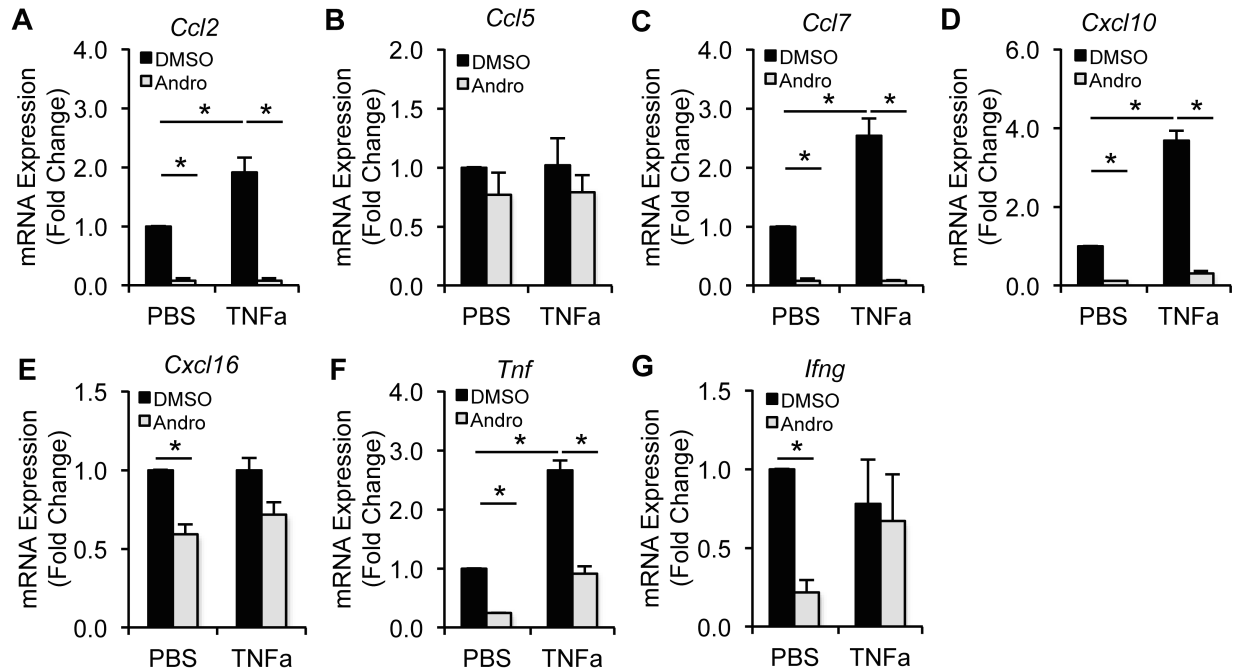 A
Ccl2
mRNA Expression
(Fold Change)
4.0
3.0
2.0
1.0
0.0
DMSO
Andro
*
*
*
PBS
TNFa
B
Ccl5
mRNA Expression
(Fold Change)
2.0
1.5
1.0
0.5
0.0
DMSO
Andro
PBS
TNFa
C
Ccl7
mRNA Expression
(Fold Change)
4.0
3.0
2.0
1.0
0.0
DMSO
Andro
*
*
*
PBS
TNFa
D
Cxcl10
mRNA Expression
(Fold Change)
6.0
4.0
2.0
0.0
DMSO
Andro
*
*
*
PBS
TNFa
E
Cxcl16
mRNA Expression
(Fold Change)
1.5
1.0
0.5
0.0
DMSO
Andro
*
PBS
TNFa
F
Tnf
mRNA Expression
(Fold Change)
4.0
3.0
2.0
1.0
0.0
DMSO
Andro
*
*
*
PBS
TNFa
G
Ifng
mRNA Expression
(Fold Change)
1.5
1.0
0.5
0.0
DMSO
Andro
*
PBS
TNFa